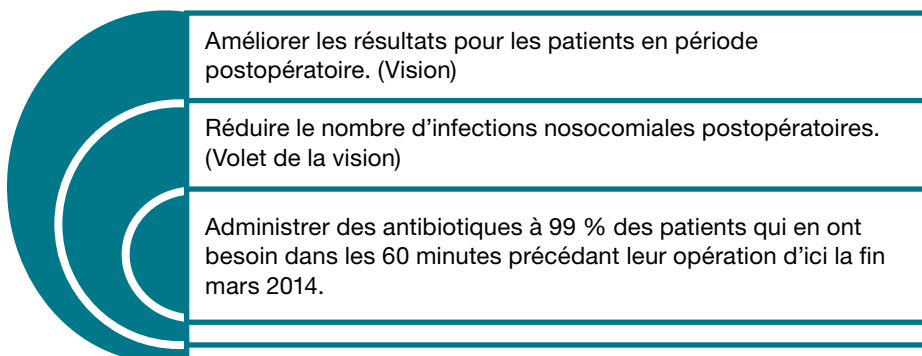 Améliorer les résultats pour les patients en période
postopératoire. (Vision)
Réduire le nombre d’infections nosocomiales postopératoires.
(Volet de la vision)
Administrer des antibiotiques à 99 % des patients qui en ont
besoin dans les 60 minutes précédant leur opération d’ici la fin
mars 2014.